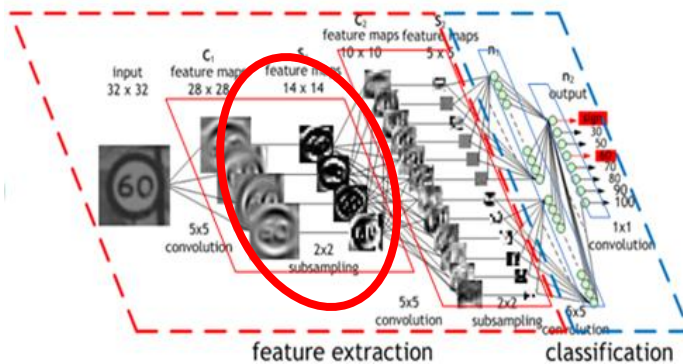 input
32 x 32
C₁
feature maps
28 x 28
feature maps
14 x 14
C₂
feature maps
10 x 10
S₂
feature maps
5 x 5
n₁
n₂
output
30
50
60
70
80
90
100
60
5x5
convolution
2x2
subsampling
5x5
convolution
2x2
subsampling
convolution
1x1
convolution
feature extraction
classification